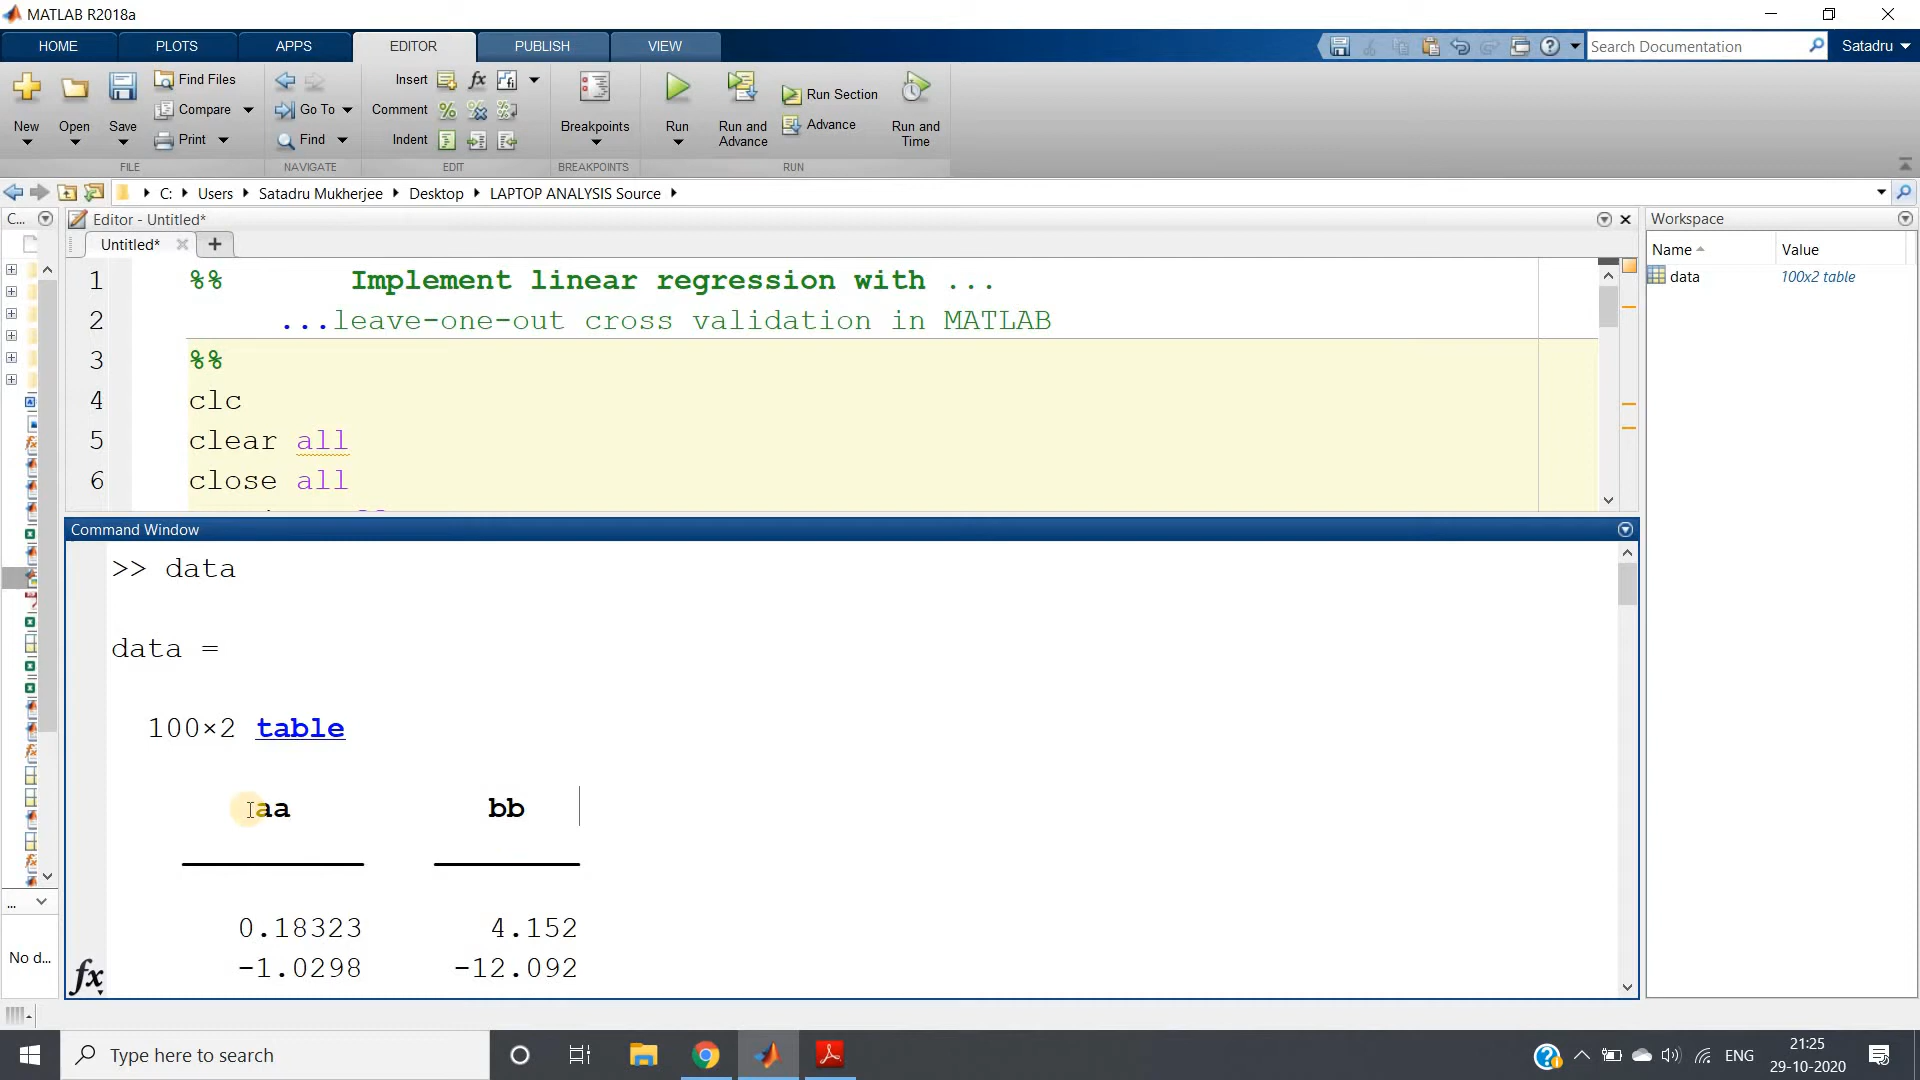 MATLAB R2018a
HOME PLOTS APPS EDITOR PUBLISH VIEW
Search Documentation
Satadru
New
Open
Save
Find Files
Compare
Print
FILE
Go To
Find
NAVIGATE
Insert
Comment
Indent
EDIT
Breakpoints
BREAKPOINTS
Run
Run and
Advance
Run Section
Advance
Run and
Time
RUN
C: Users Satadru Mukherjee Desktop LAPTOP ANALYSIS Source
C...
Editor - Untitled*
Untitled*
1 %% Implement linear regression with ...
2 ...leave-one-out cross validation in MATLAB
3 %%
4 clc
5 clear all
6 close all
Command Window
>> data
data =
100×2 table
aa bb
0.18323 4.152
-1.0298 -12.092
fx
Workspace
Name Value
data 100x2 table
...
No d...
Type here to search
ENG
21:25
29-10-2020